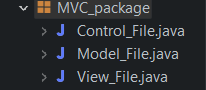 MVC_package
J Control_File.java
J Model_File.java
J View_File.java